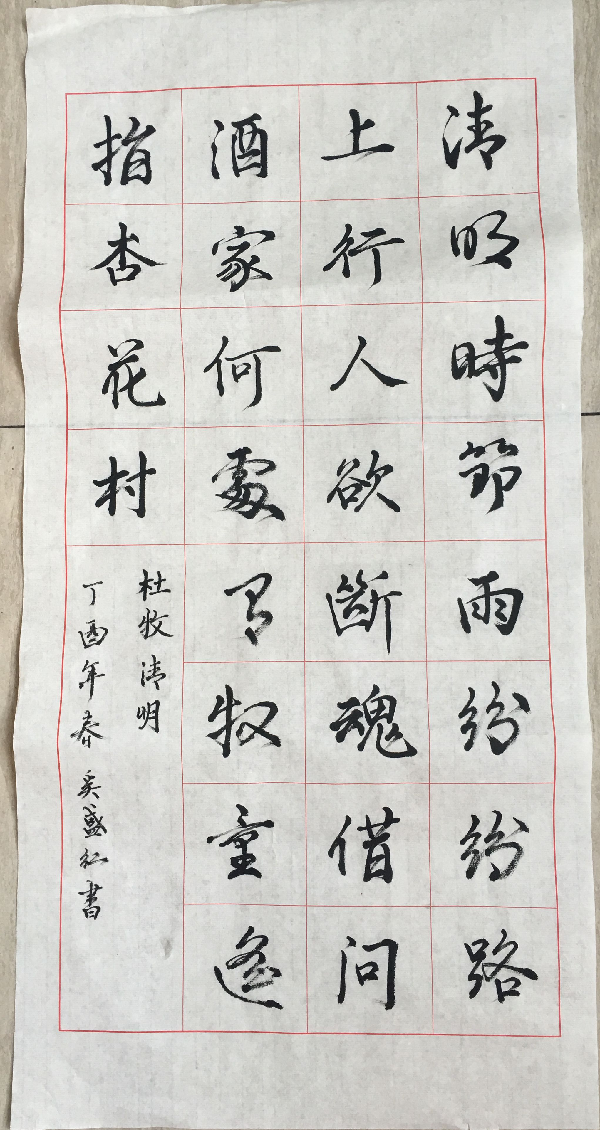 清明時節雨紛紛路
上行人欲斷魂借问
酒家何處有牧童遙
指杏花村
杜牧清明
丁酉年春吴盛红書